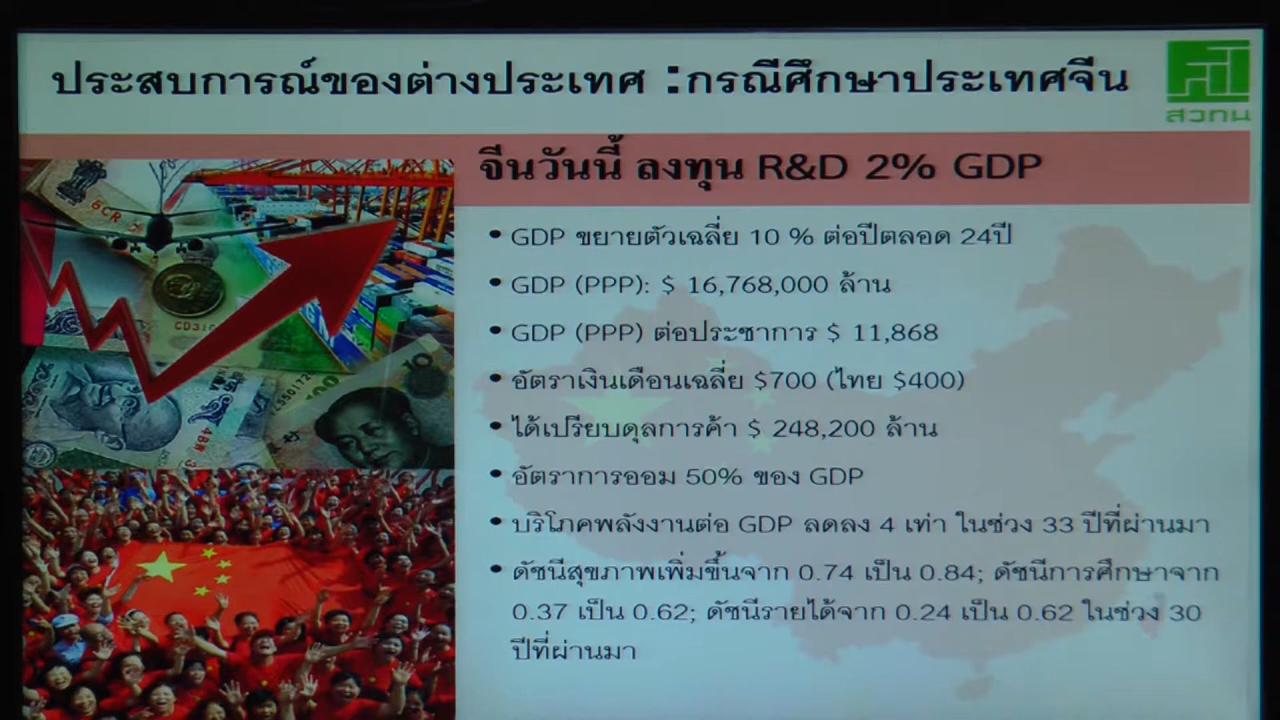 ประสบการณ์ของต่างประเทศ :กรณีศึกษาประเทศจีน
สวทน
จีนวันนี้ ลงทุน R&D 2% GDP
• GDP ขยายตัวเฉลี่ย 10 % ต่อปีตลอด 24ปี
• GDP (PPP): $ 16,768,000 ล้าน
• GDP (PPP) ต่อประชาการ $ 11,868
• อัตราเงินเดือนเฉลี่ย $700 (ไทย $400)
• ได้เปรียบดุลการค้า $ 248,200 ล้าน
• อัตราการออม 50% ของ GDP
• บริโภคพลังงานต่อ GDP ลดลง 4 เท่า ในช่วง 33 ปีที่ผ่านมา
• ดัชนีสุขภาพเพิ่มขึ้นจาก 0.74 เป็น 0.84; ดัชนีการศึกษาจาก
0.37 เป็น 0.62; ดัชนีรายได้จาก 0.24 เป็น 0.62 ในช่วง 30
ปีที่ผ่านมา